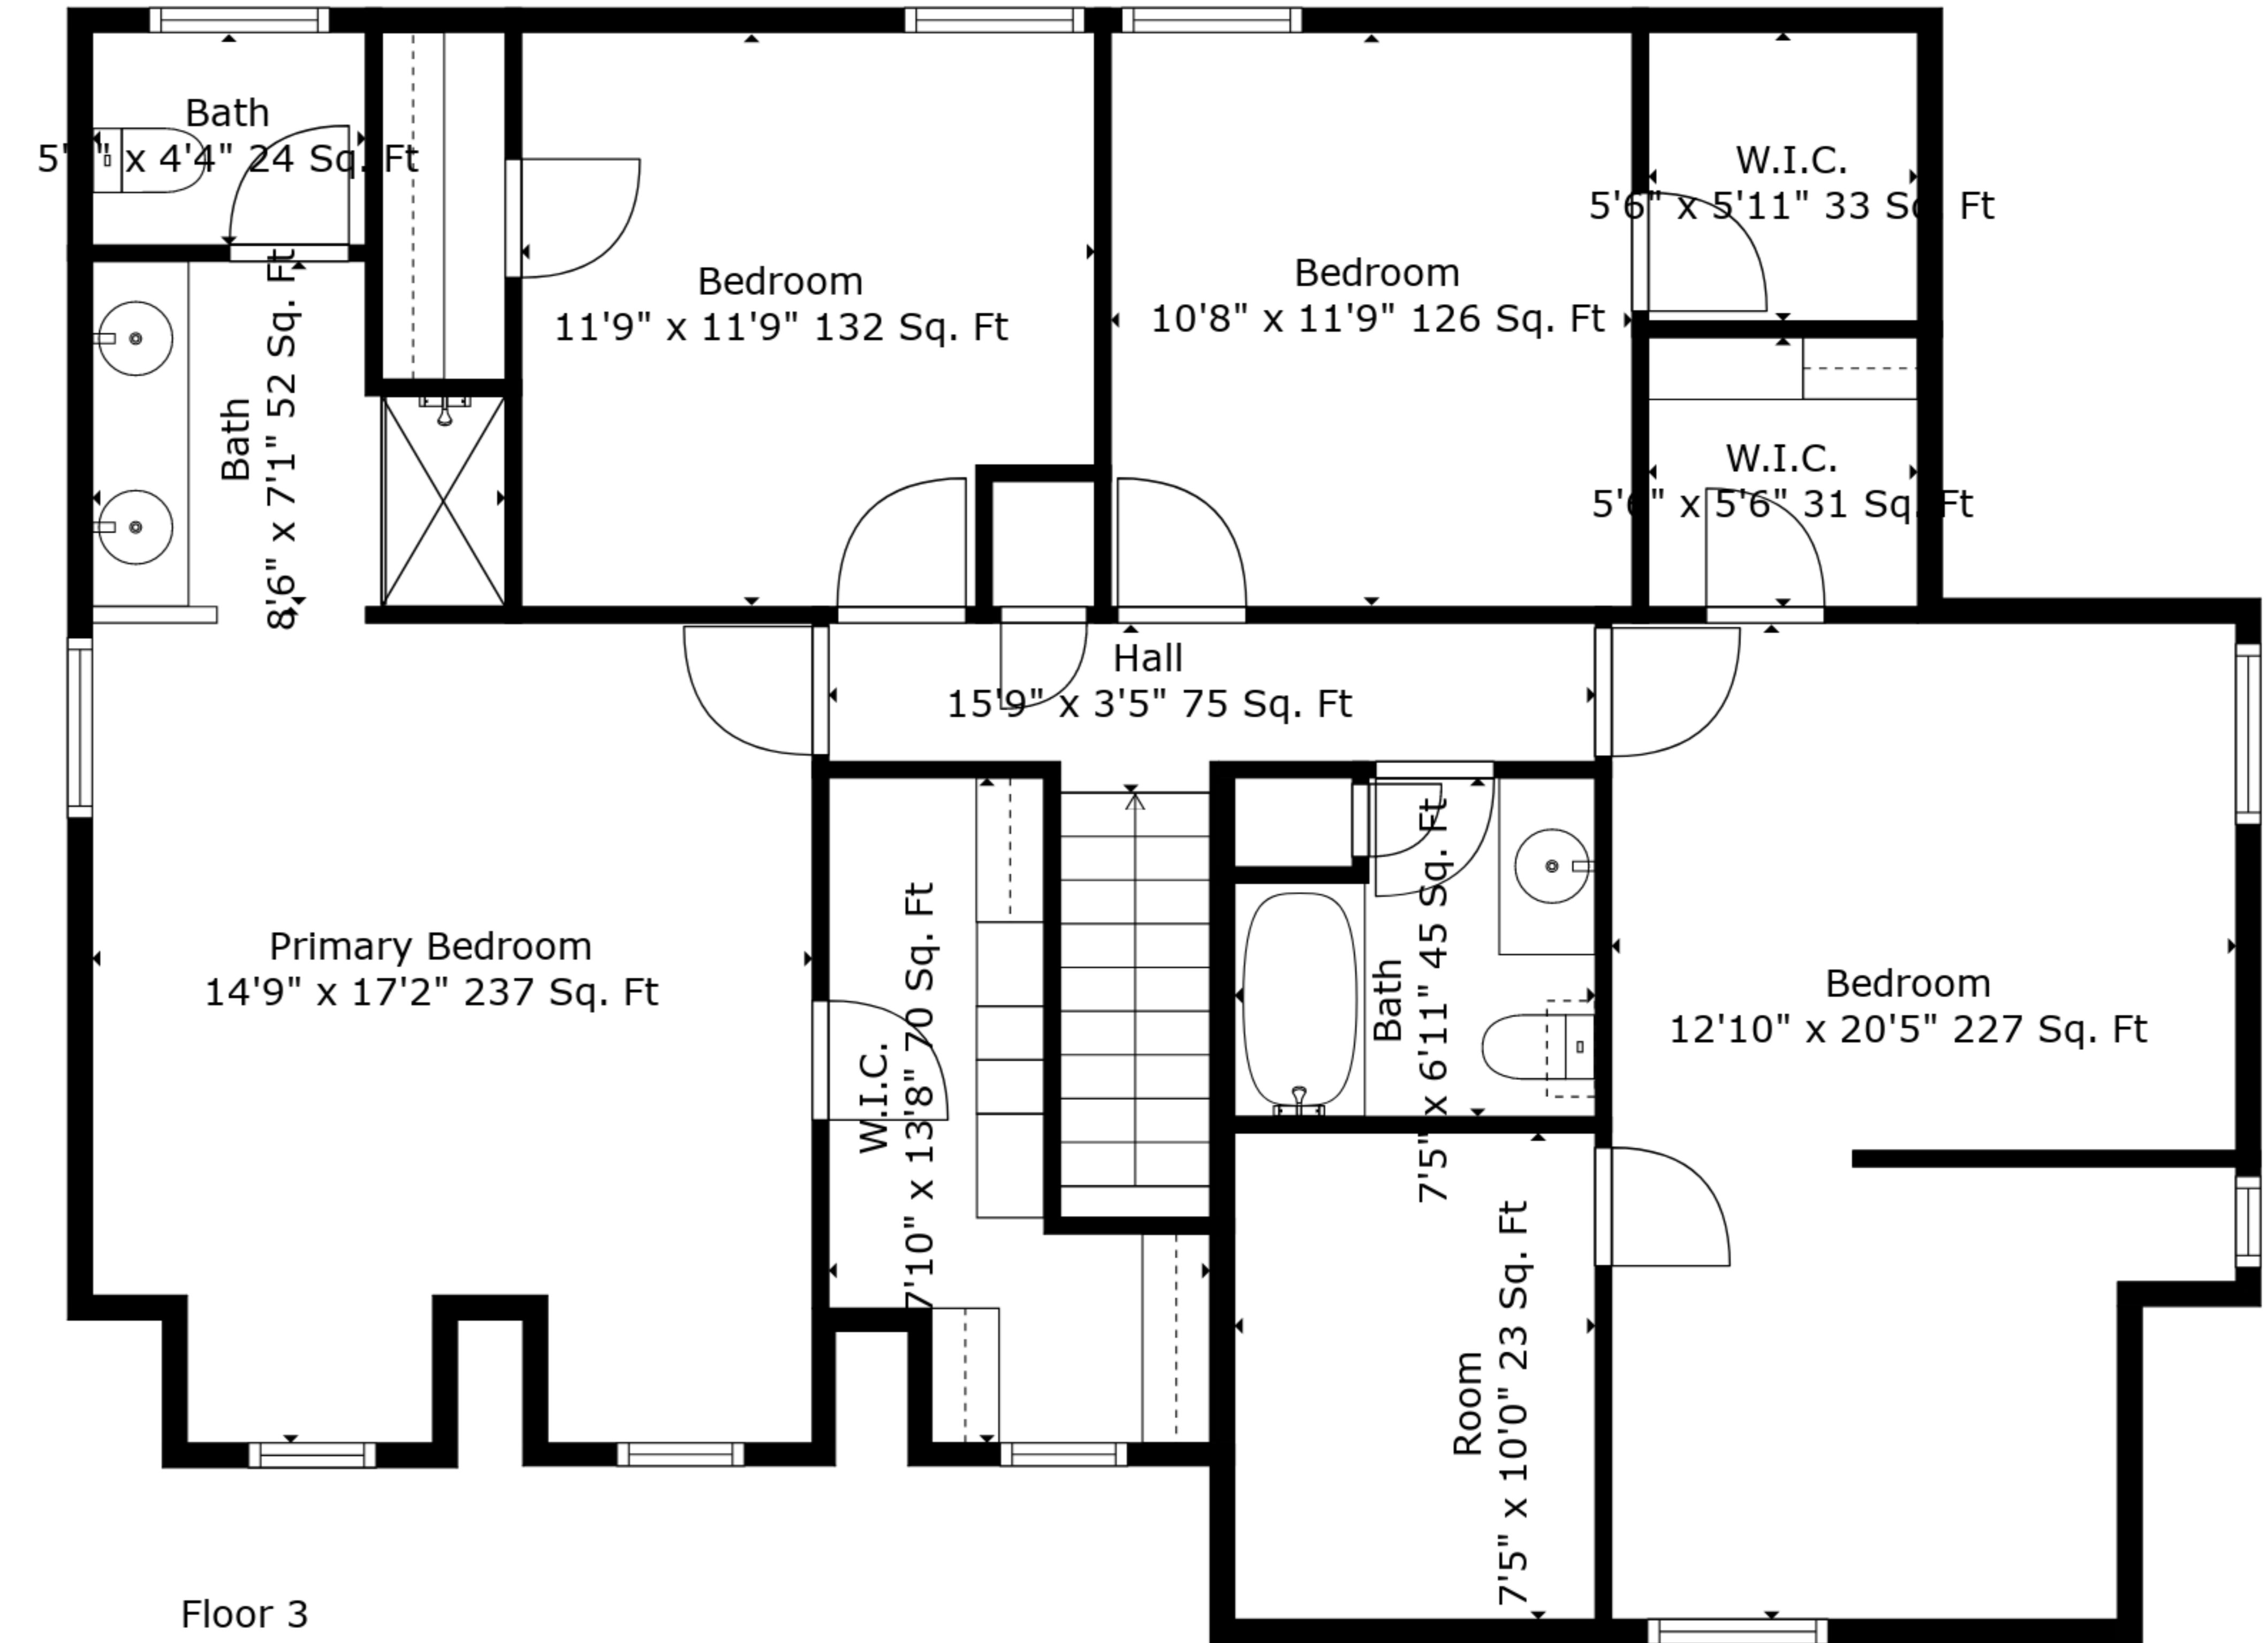 Bath
x 4'4" 24 Sq. Ft
W.I.C.
5'6" x 5'11" 33 Sq. Ft
Bedroom
11'9" x 11'9" 132 Sq. Ft
Bedroom
10'8" x 11'9" 126 Sq. Ft
Bath
8'6" x 7'1" 52 Sq. Ft
W.I.C.
5'6" x 5'6" 31 Sq. Ft
Hall
15'9" x 3'5" 75 Sq. Ft
Primary Bedroom
14'9" x 17'2" 237 Sq. Ft
W.I.C.
7'10" x 13'8" 70 Sq. Ft
Bath
7'5" x 6'11" 45 Sq. Ft
Bedroom
12'10" x 20'5" 227 Sq. Ft
Room
7'5" x 10'0" 23 Sq. Ft
Floor 3